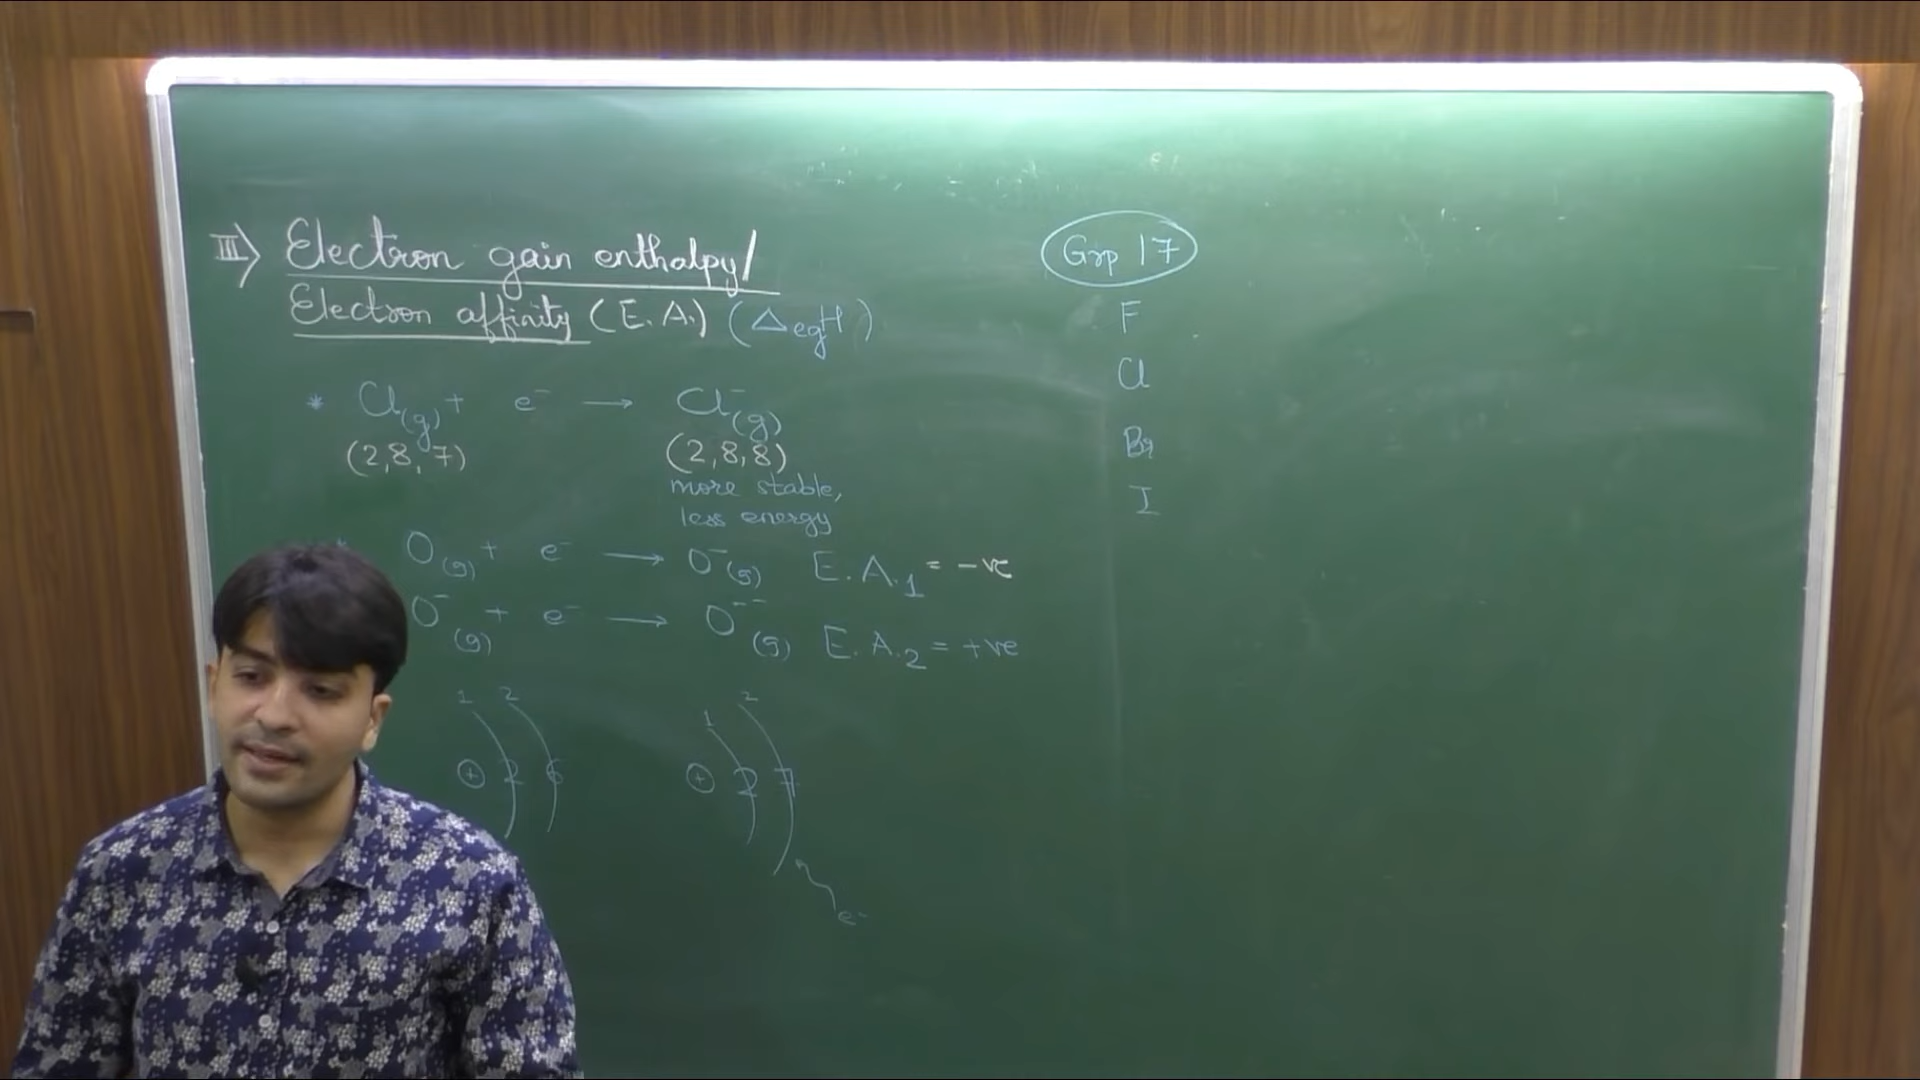 III) Electron gain enthalpy/
Electron affinity (E.A.) (ΔegH)
* Cl(g) + e⁻ → Cl⁻(g)
(2,8,7) (2,8,8)
more stable,
less energy
* O(g) + e⁻ → O⁻(g) E.A.₁ = -ve
O⁻(g) + e⁻ → O⁻⁻(g) E.A.₂ = +ve
1 2
+ 2 6
1 2
+ 2 7
e⁻
Grp 17
F
Cl
Br
I